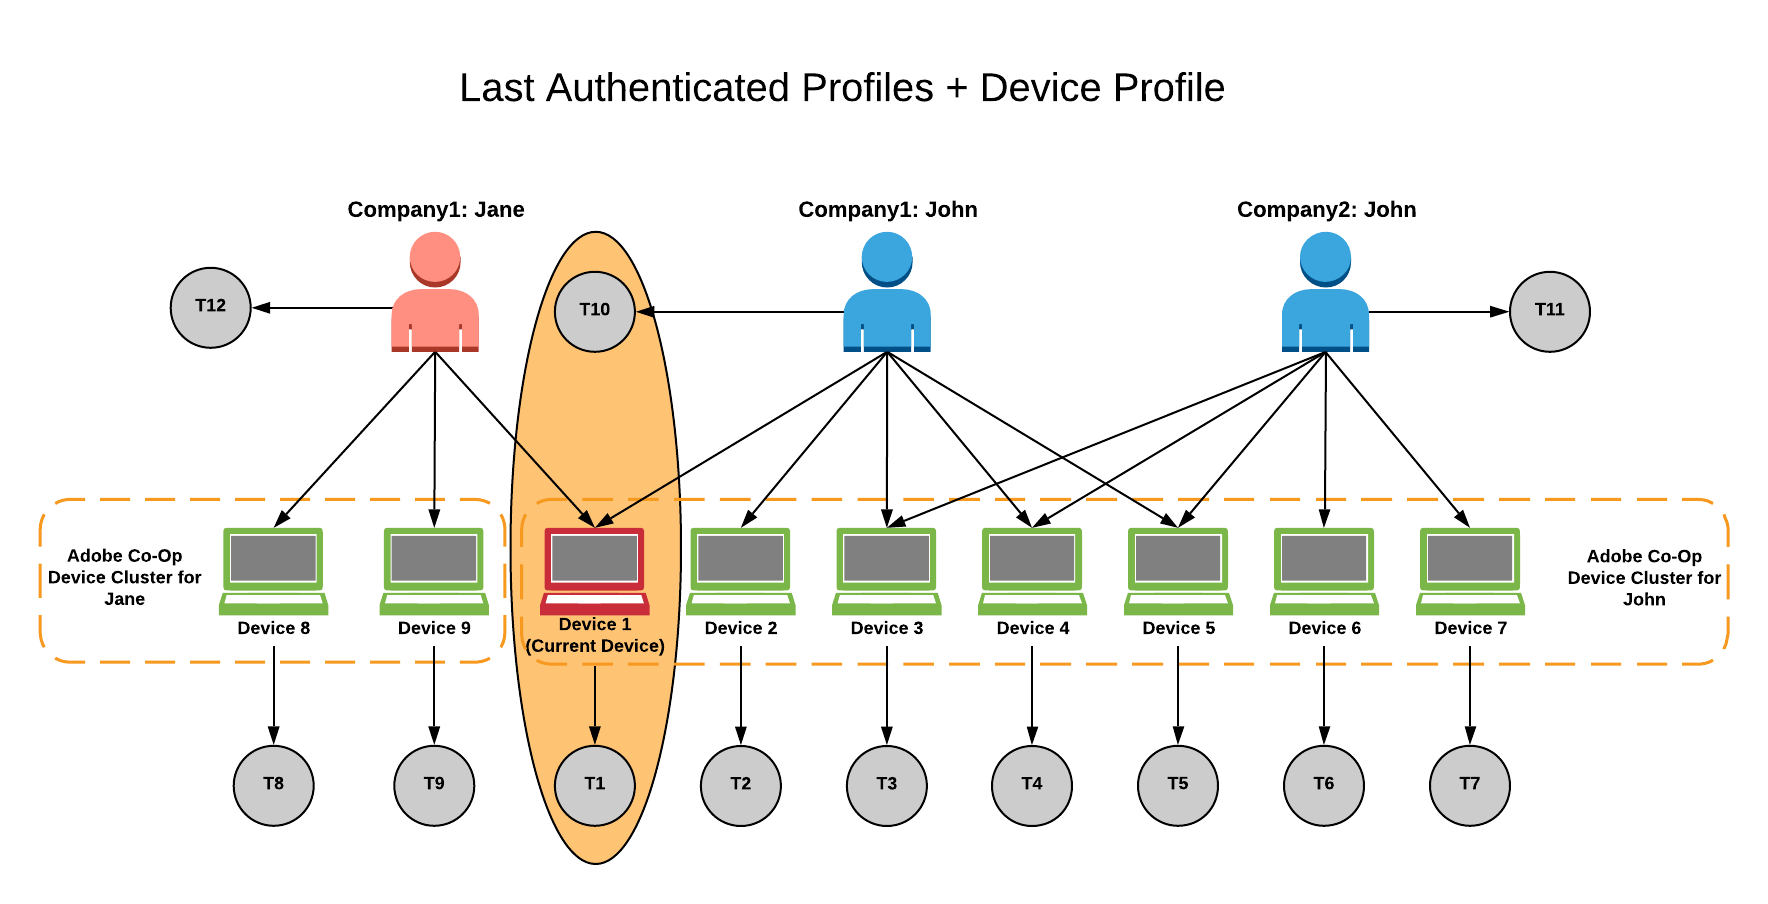 Last Authenticated Profiles + Device Profile
Company1: Jane
Company1: John
Company2: John
T12
T10
T11
Adobe Co-Op
Device Cluster for
Jane
Adobe Co-Op
Device Cluster for
John
Device 8
Device 9
Device 1
(Current Device)
Device 2
Device 3
Device 4
Device 5
Device 6
Device 7
T8
T9
T1
T2
T3
T4
T5
T6
T7